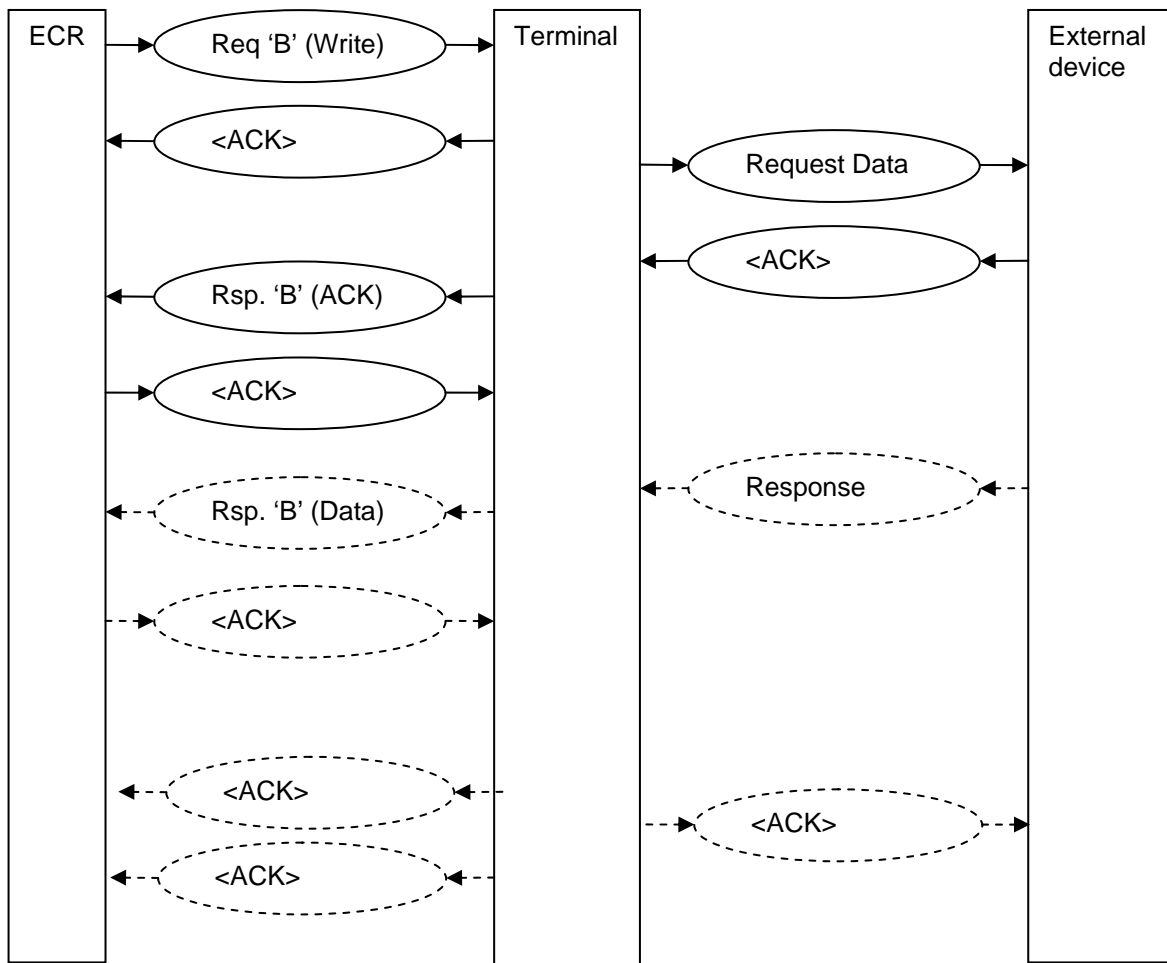 ECR
Req ‘B’ (Write)
Terminal
External
device
<ACK>
Request Data
<ACK>
Rsp. ‘B’ (ACK)
<ACK>
Response
Rsp. ‘B’ (Data)
<ACK>
<ACK>
<ACK>
<ACK>